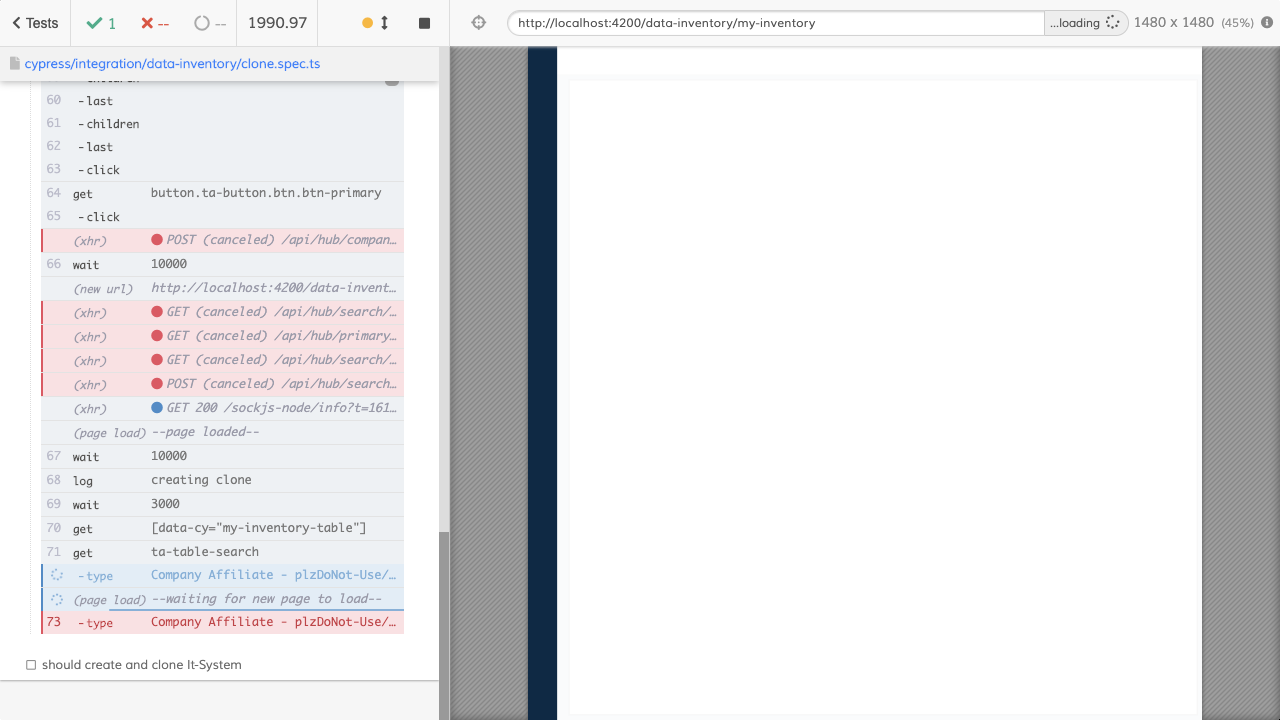 Tests 1 -- -- 1990.97
http://localhost:4200/data-inventory/my-inventory ...loading 1480 x 1480 (45%)
cypress/integration/data-inventory/clone.spec.ts
60 -last
61 -children
62 -last
63 -click
64 get button.ta-button.btn.btn-primary
65 -click
(xhr) POST (canceled) /api/hub/compan…
66 wait 10000
(new url) http://localhost:4200/data-invent…
(xhr) GET (canceled) /api/hub/search/…
(xhr) GET (canceled) /api/hub/primary…
(xhr) GET (canceled) /api/hub/search/…
(xhr) POST (canceled) /api/hub/search…
(xhr) GET 200 /sockjs-node/info?t=161…
(page load) --page loaded--
67 wait 10000
68 log creating clone
69 wait 3000
70 get [data-cy="my-inventory-table"]
71 get ta-table-search
-type Company Affiliate - plzDoNot-Use/…
(page load) --waiting for new page to load--
73 -type Company Affiliate - plzDoNot-Use/…
should create and clone It-System